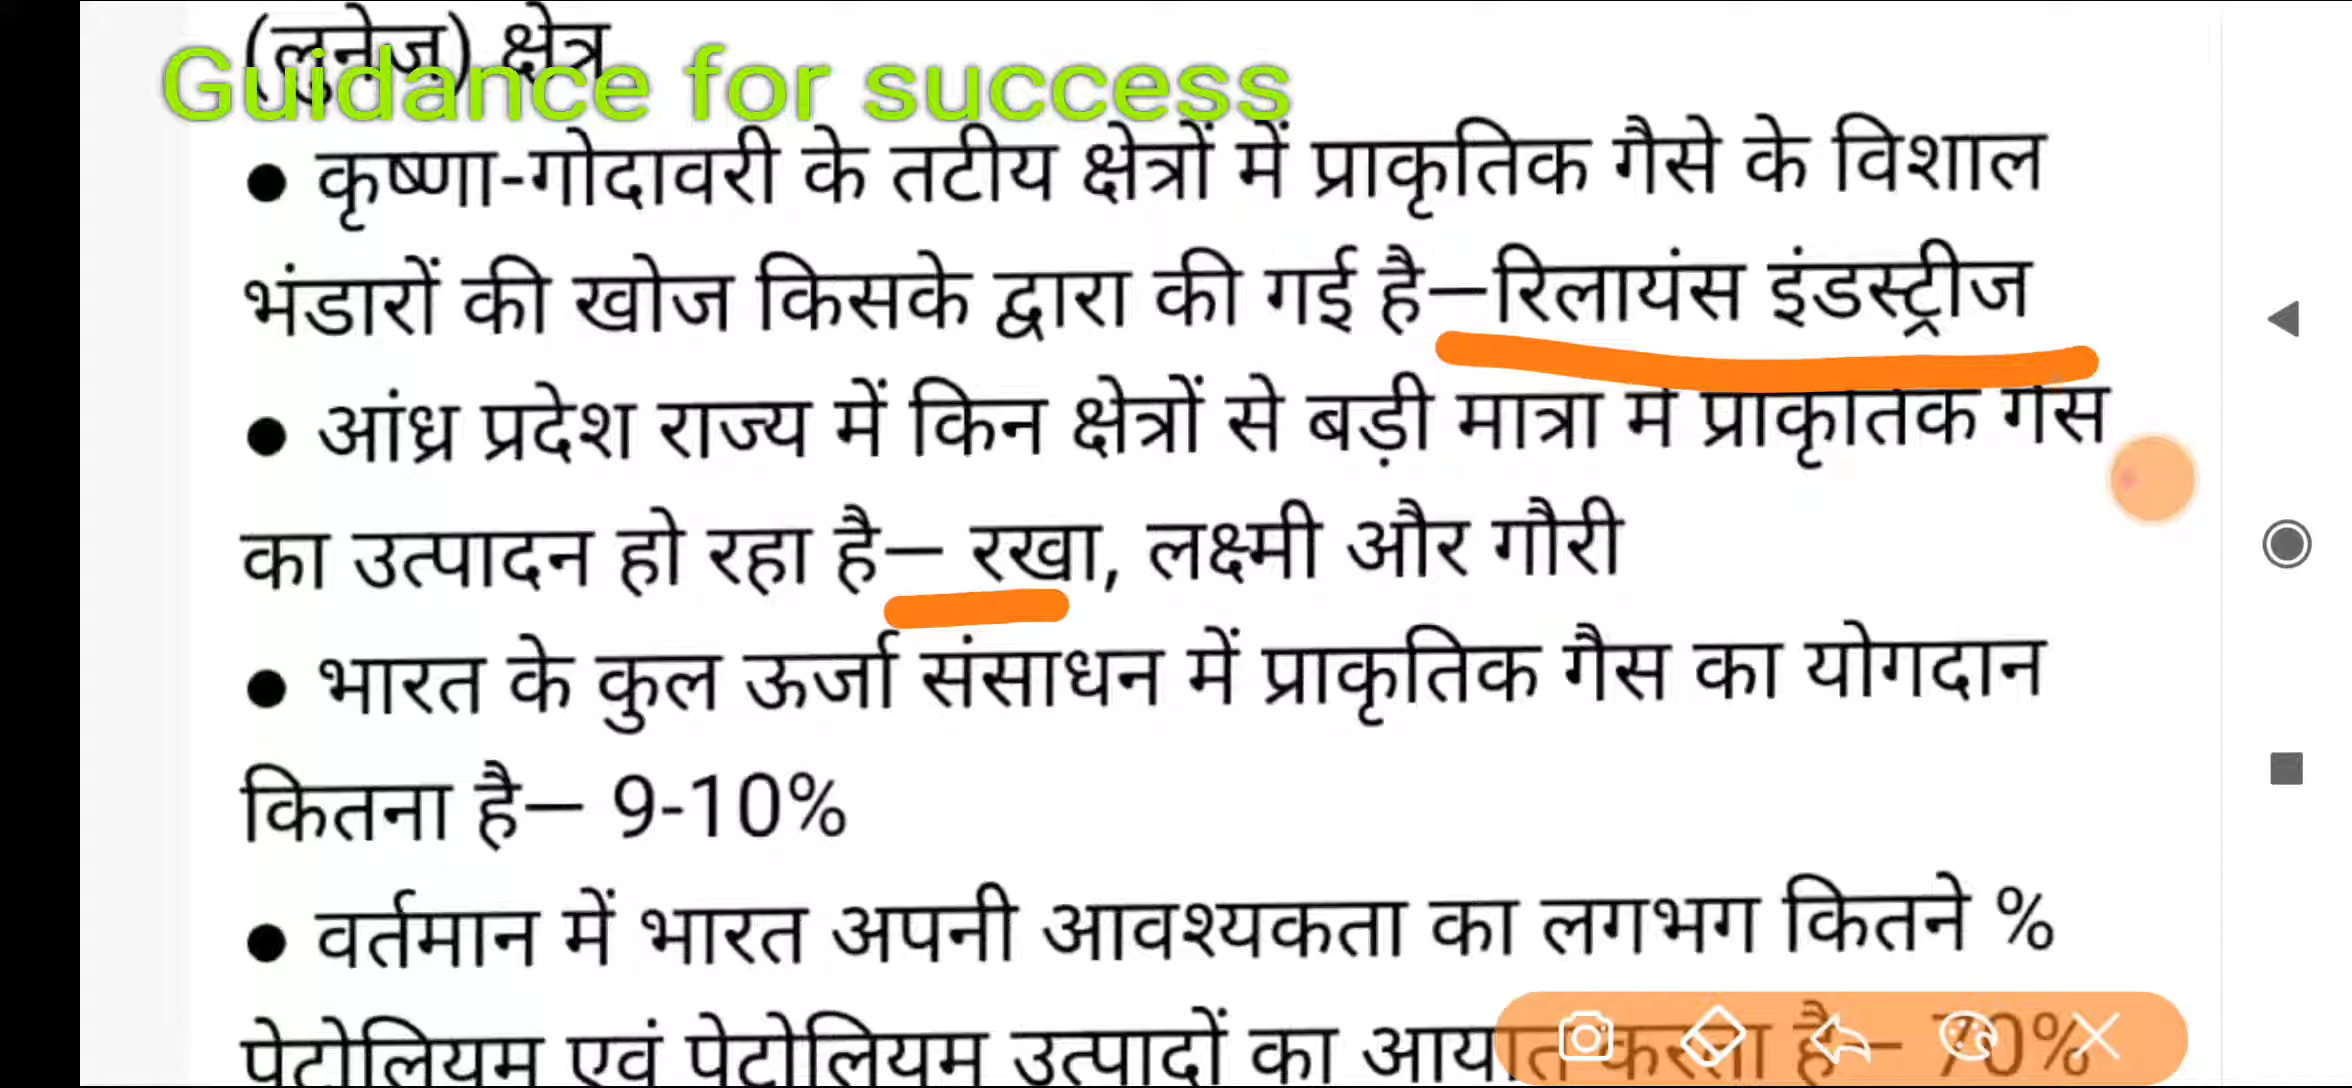 (लुनेज) क्षेत्र
Guidance for success
● कृष्णा-गोदावरी के तटीय क्षेत्रों में प्राकृतिक गैसे के विशाल
भंडारों की खोज किसके द्वारा की गई है—रिलायंस इंडस्ट्रीज
● आंध्र प्रदेश राज्य में किन क्षेत्रों से बड़ी मात्रा में प्राकृतिक गैस
का उत्पादन हो रहा है— रखा, लक्ष्मी और गौरी
● भारत के कुल ऊर्जा संसाधन में प्राकृतिक गैस का योगदान
कितना है— 9-10%
● वर्तमान में भारत अपनी आवश्यकता का लगभग कितने %
पेट्रोलियम एवं पेट्रोलियम उत्पादों का आयात करता है— 70%